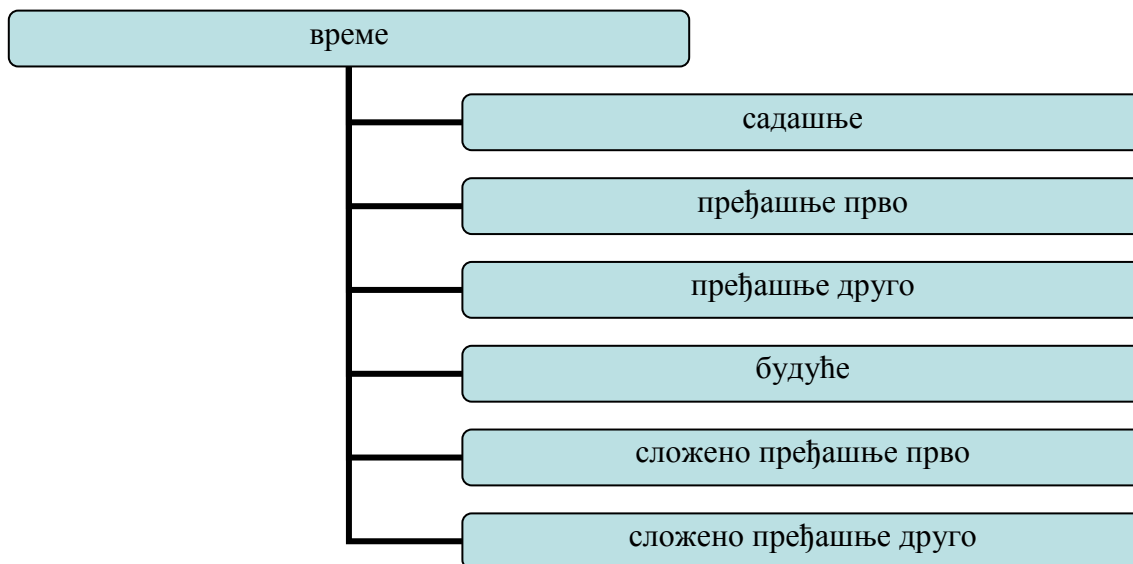 време
садашње
пређашње прво
пређашње друго
будуће
сложено пређашње прво
сложено пређашње друго